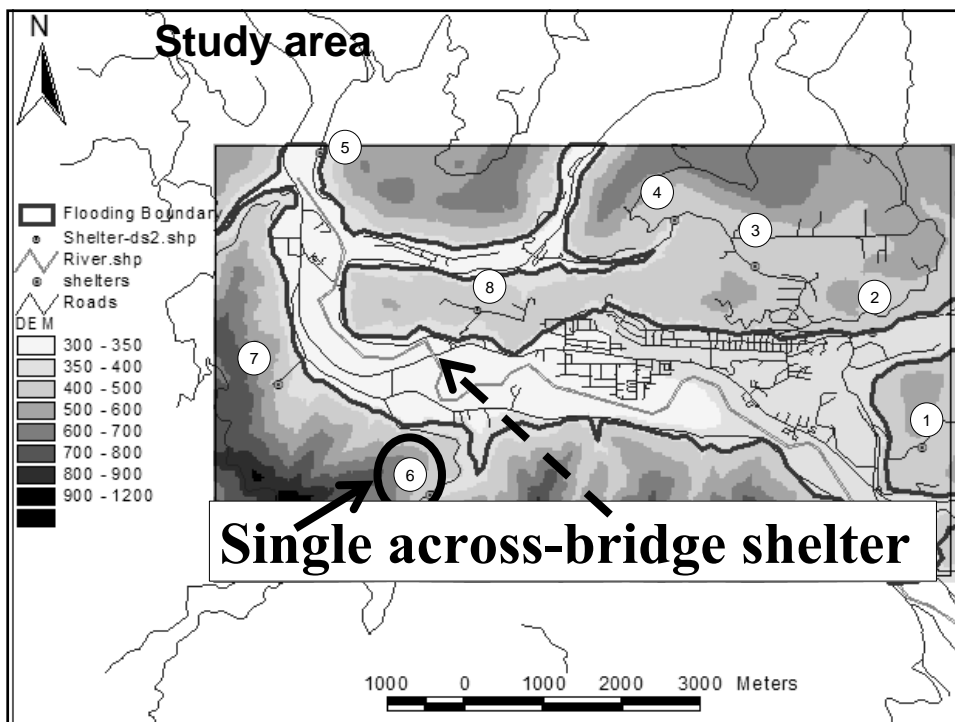 N
Study area
5
4
3
8
2
7
1
6
Flooding Boundary
Shelter-ds2.shp
River.shp
shelters
Roads
DEM
300 - 350
350 - 400
400 - 500
500 - 600
600 - 700
700 - 800
800 - 900
900 - 1200
Single across-bridge shelter
1000 0 1000 2000 3000 Meters